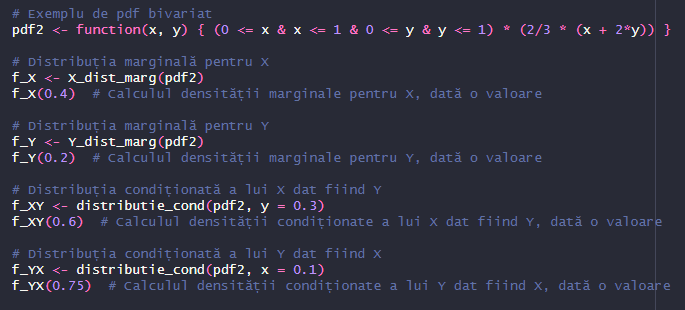 # Exemplu de pdf bivariat
pdf2 <- function(x, y) { (0 <= x & x <= 1 & 0 <= y & y <= 1) * (2/3 * (x + 2*y)) }
# Distribuția marginală pentru X
f_X <- X_dist_marg(pdf2)
f_X(0.4)  # Calculul densității marginale pentru X, dată o valoare
# Distribuția marginală pentru Y
f_Y <- Y_dist_marg(pdf2)
f_Y(0.2)  # Calculul densității marginale pentru Y, dată o valoare
# Distribuția condiționată a lui X dat fiind Y
f_XY <- distributie_cond(pdf2, y = 0.3)
f_XY(0.6)  # Calculul densității condiționate a lui X dat fiind Y, dată o valoare
# Distribuția condiționată a lui Y dat fiind X
f_YX <- distributie_cond(pdf2, x = 0.1)
f_YX(0.75)  # Calculul densității condiționate a lui Y dat fiind X, dată o valoare